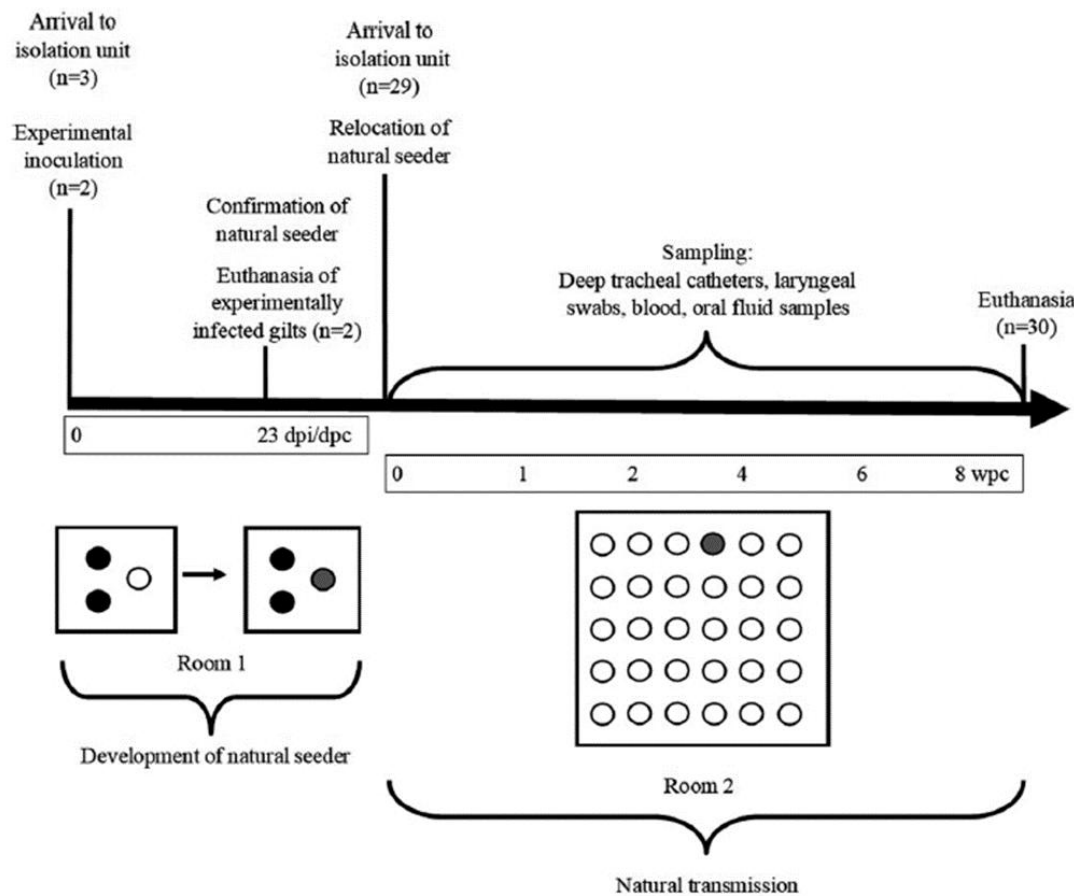 Arrival to
isolation unit
(n=3)
Experimental
inoculation
(n=2)
Confirmation of
natural seeder
Euthanasia of
experimentally
infected gilts (n=2)
Arrival to
isolation unit
(n=29)
Relocation of
natural seeder
Sampling:
Deep tracheal catheters, laryngeal
swabs, blood, oral fluid samples
Euthanasia
(n=30)
0 23 dpi/dpc
0 1 2 4 6 8 wpc
Room 1
Development of natural seeder
Room 2
Natural transmission